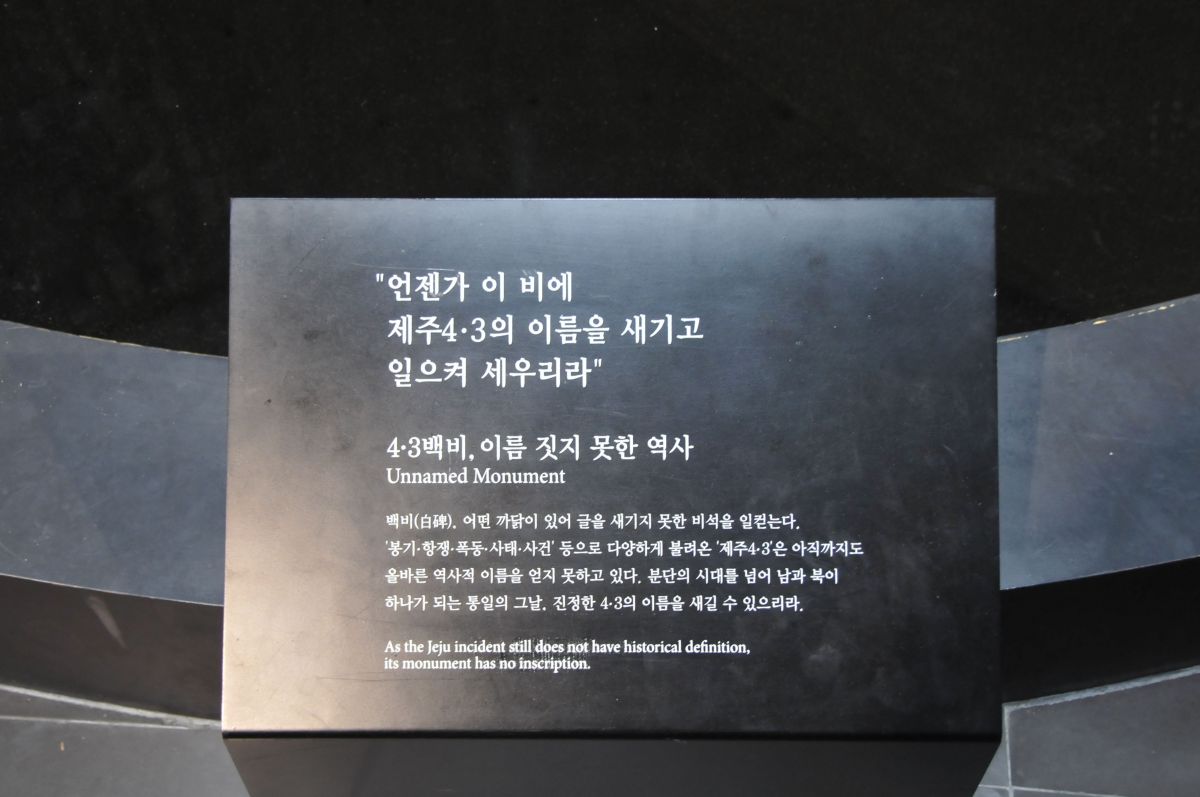 "언젠가 이 비에
제주4·3의 이름을 새기고
일으켜 세우리라"
4·3백비, 이름 짓지 못한 역사
Unnamed Monument
백비(白碑). 어떤 까닭이 있어 글을 새기지 못한 비석을 일컫는다.
'봉기·항쟁·폭동·사태·사건' 등으로 다양하게 불려온 '제주4·3'은 아직까지도
올바른 역사적 이름을 얻지 못하고 있다. 분단의 시대를 넘어 남과 북이
하나가 되는 통일의 그날. 진정한 4·3의 이름을 새길 수 있으리라.
As the Jeju incident still does not have historical definition,
its monument has no inscription.